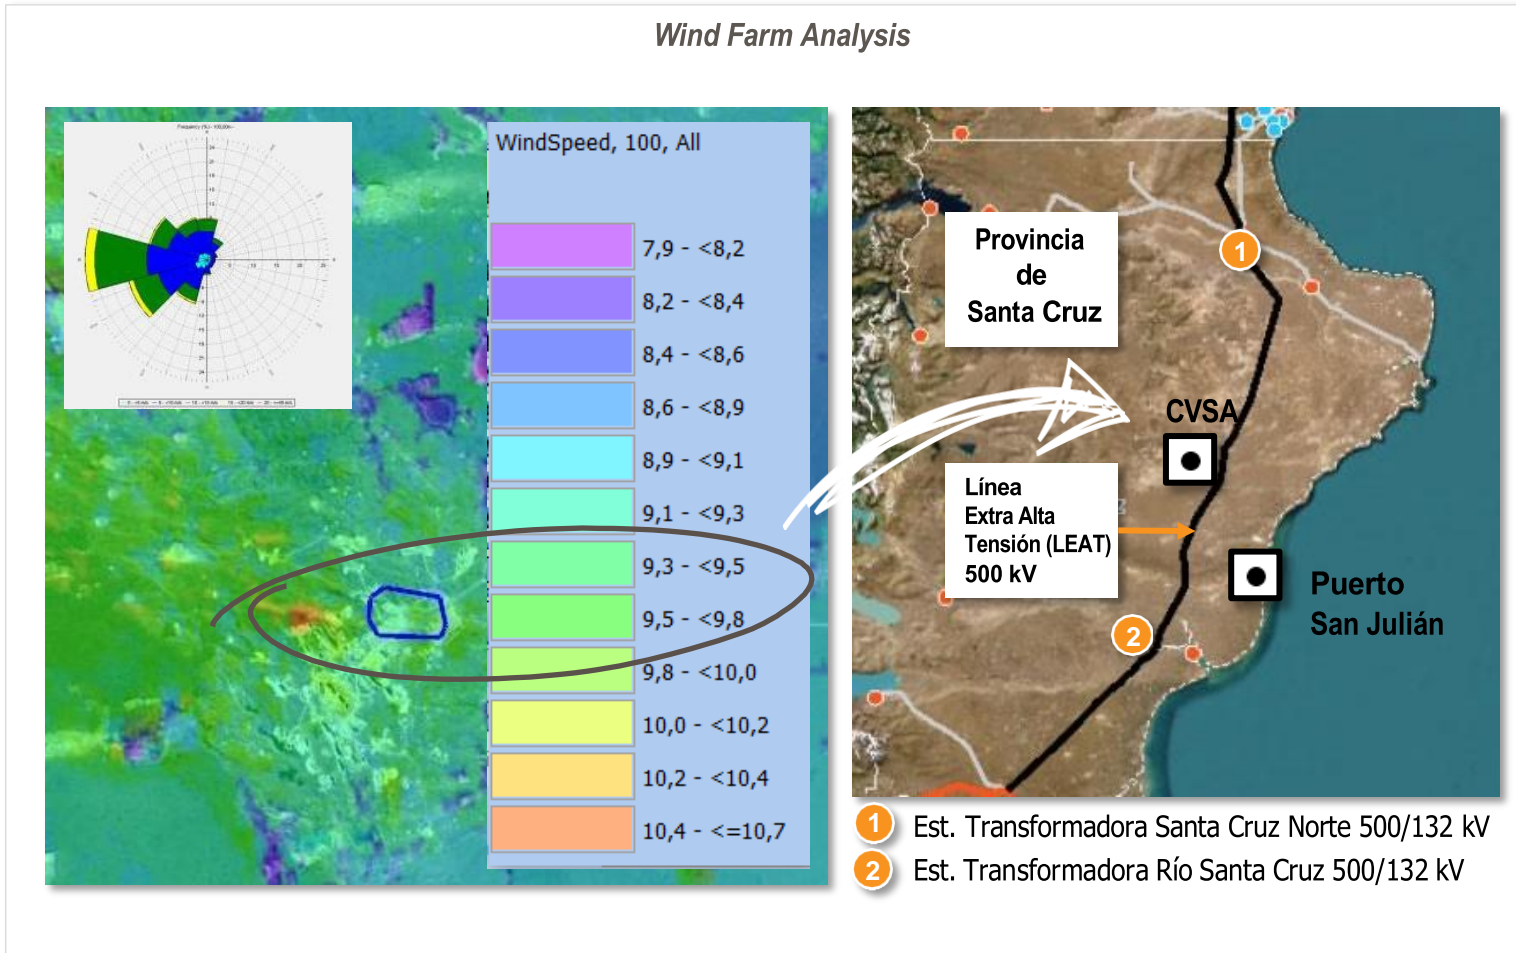 Wind Farm Analysis
WindSpeed, 100, All
7,9 - <8,2
8,2 - <8,4
8,4 - <8,6
8,6 - <8,9
8,9 - <9,1
9,1 - <9,3
9,3 - <9,5
9,5 - <9,8
9,8 - <10,0
10,0 - <10,2
10,2 - <10,4
10,4 - <=10,7
Provincia
de
Santa Cruz
1
CVSA
Línea
Extra Alta
Tensión (LEAT)
500 kV
Puerto
San Julián
2
1 Est. Transformadora Santa Cruz Norte 500/132 kV
2 Est. Transformadora Río Santa Cruz 500/132 kV